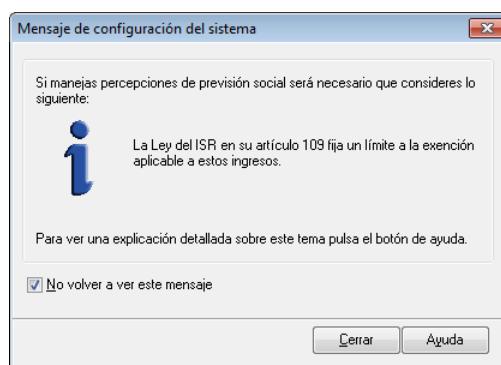 Mensaje de configuración del sistema
Si manejas percepciones de previsión social será necesario que consideres lo
siguiente:
La Ley del ISR en su artículo 109 fija un límite a la exención
aplicable a estos ingresos.
Para ver una explicación detallada sobre este tema pulsa el botón de ayuda.
No volver a ver este mensaje
Cerrar Ayuda